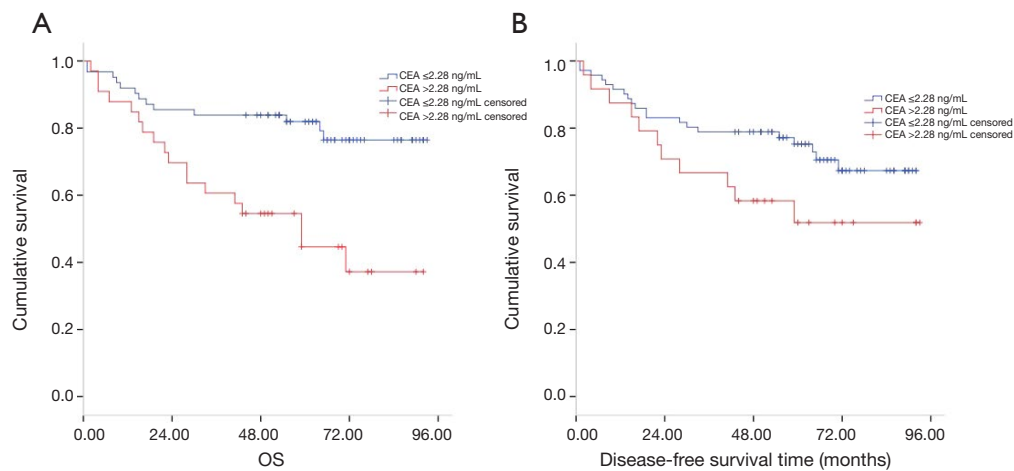 A
Cumulative survival
1.0
0.8
0.6
0.4
0.2
0.0
CEA ≤2.28 ng/mL
CEA >2.28 ng/mL
CEA ≤2.28 ng/mL censored
CEA >2.28 ng/mL censored
0.00 24.00 48.00 72.00 96.00
OS
B
Cumulative survival
1.0
0.8
0.6
0.4
0.2
0.0
CEA ≤2.28 ng/mL
CEA >2.28 ng/mL
CEA ≤2.28 ng/mL censored
CEA >2.28 ng/mL censored
0.00 24.00 48.00 72.00 96.00
Disease-free survival time (months)